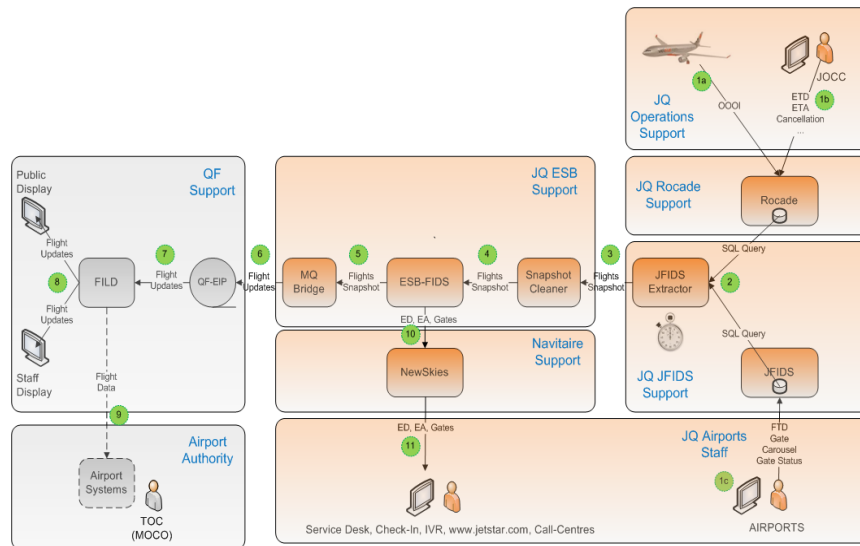 1a
OOOI
JQ
Operations
Support
JOCC
1b
ETD
ETA
Cancellation
...
QF
Support
Public
Display
Flight
Updates
8
Flight
Updates
Staff
Display
FILD
7
Flight
Updates
QF-EIP
Flight
Data
9
6
Flight
Updates
JQ ESB
Support
MQ
Bridge
5
Flights
Snapshot
ESB-FIDS
4
Flights
Snapshot
Snapshot
Cleaner
3
Flights
Snapshot
JQ Rocade
Support
Rocade
SQL Query
JFIDS
Extractor
2
SQL Query
JQ JFIDS
Support
JFIDS
ED, EA, Gates
10
Navitaire
Support
NewSkies
Airport
Authority
Airport
Systems
TOC
(MOCO)
ED, EA, Gates
11
Service Desk, Check-In, IVR, www.jetstar.com, Call-Centres
JQ Airports
Staff
FTD
Gate
Carousel
Gate Status
1c
AIRPORTS